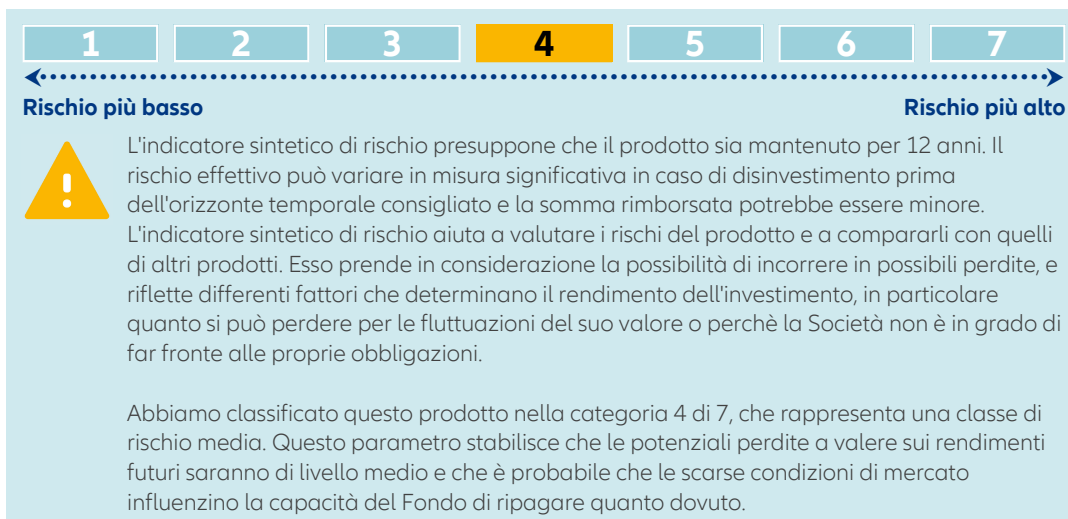 1 2 3 4 5 6 7
Rischio più basso Rischio più alto
L'indicatore sintetico di rischio presuppone che il prodotto sia mantenuto per 12 anni. Il
rischio effettivo può variare in misura significativa in caso di disinvestimento prima
dell'orizzonte temporale consigliato e la somma rimborsata potrebbe essere minore.
L'indicatore sintetico di rischio aiuta a valutare i rischi del prodotto e a compararli con quelli
di altri prodotti. Esso prende in considerazione la possibilità di incorrere in possibili perdite, e
riflette differenti fattori che determinano il rendimento dell'investimento, in particolare
quanto si può perdere per le fluttuazioni del suo valore o perchè la Società non è in grado di
far fronte alle proprie obbligazioni.
Abbiamo classificato questo prodotto nella categoria 4 di 7, che rappresenta una classe di
rischio media. Questo parametro stabilisce che le potenziali perdite a valere sui rendimenti
futuri saranno di livello medio e che è probabile che le scarse condizioni di mercato
influenzino la capacità del Fondo di ripagare quanto dovuto.